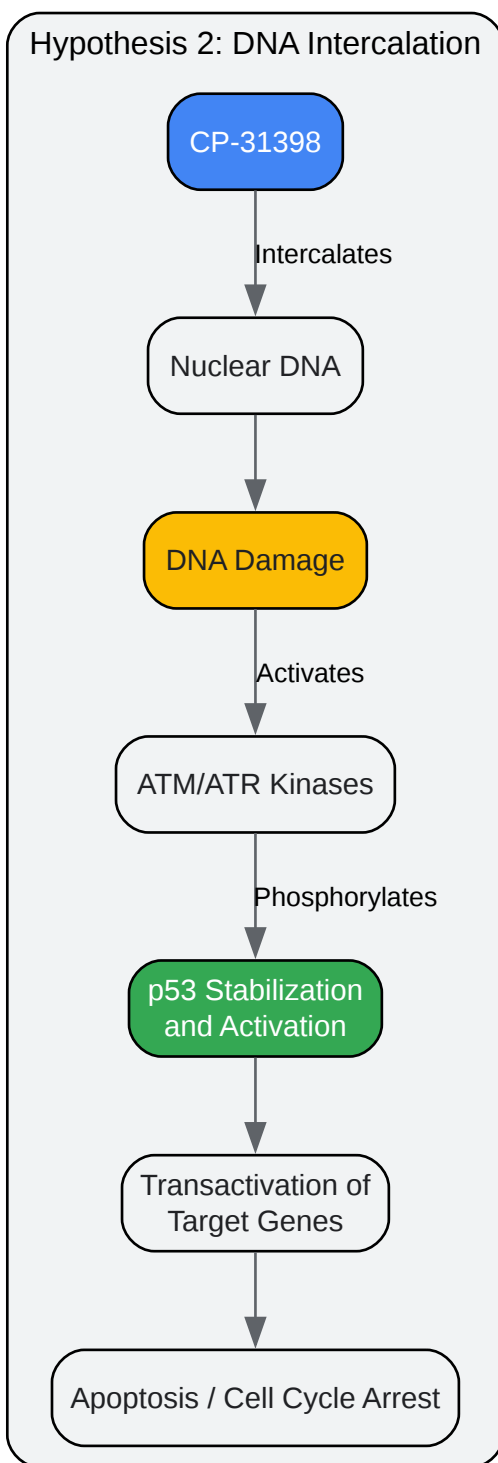 Hypothesis 2: DNA Intercalation
CP-31398
Intercalates
Nuclear DNA
DNA Damage
Activates
ATM/ATR Kinases
Phosphorylates
p53 Stabilization
and Activation
Transactivation of
Target Genes
Apoptosis / Cell Cycle Arrest